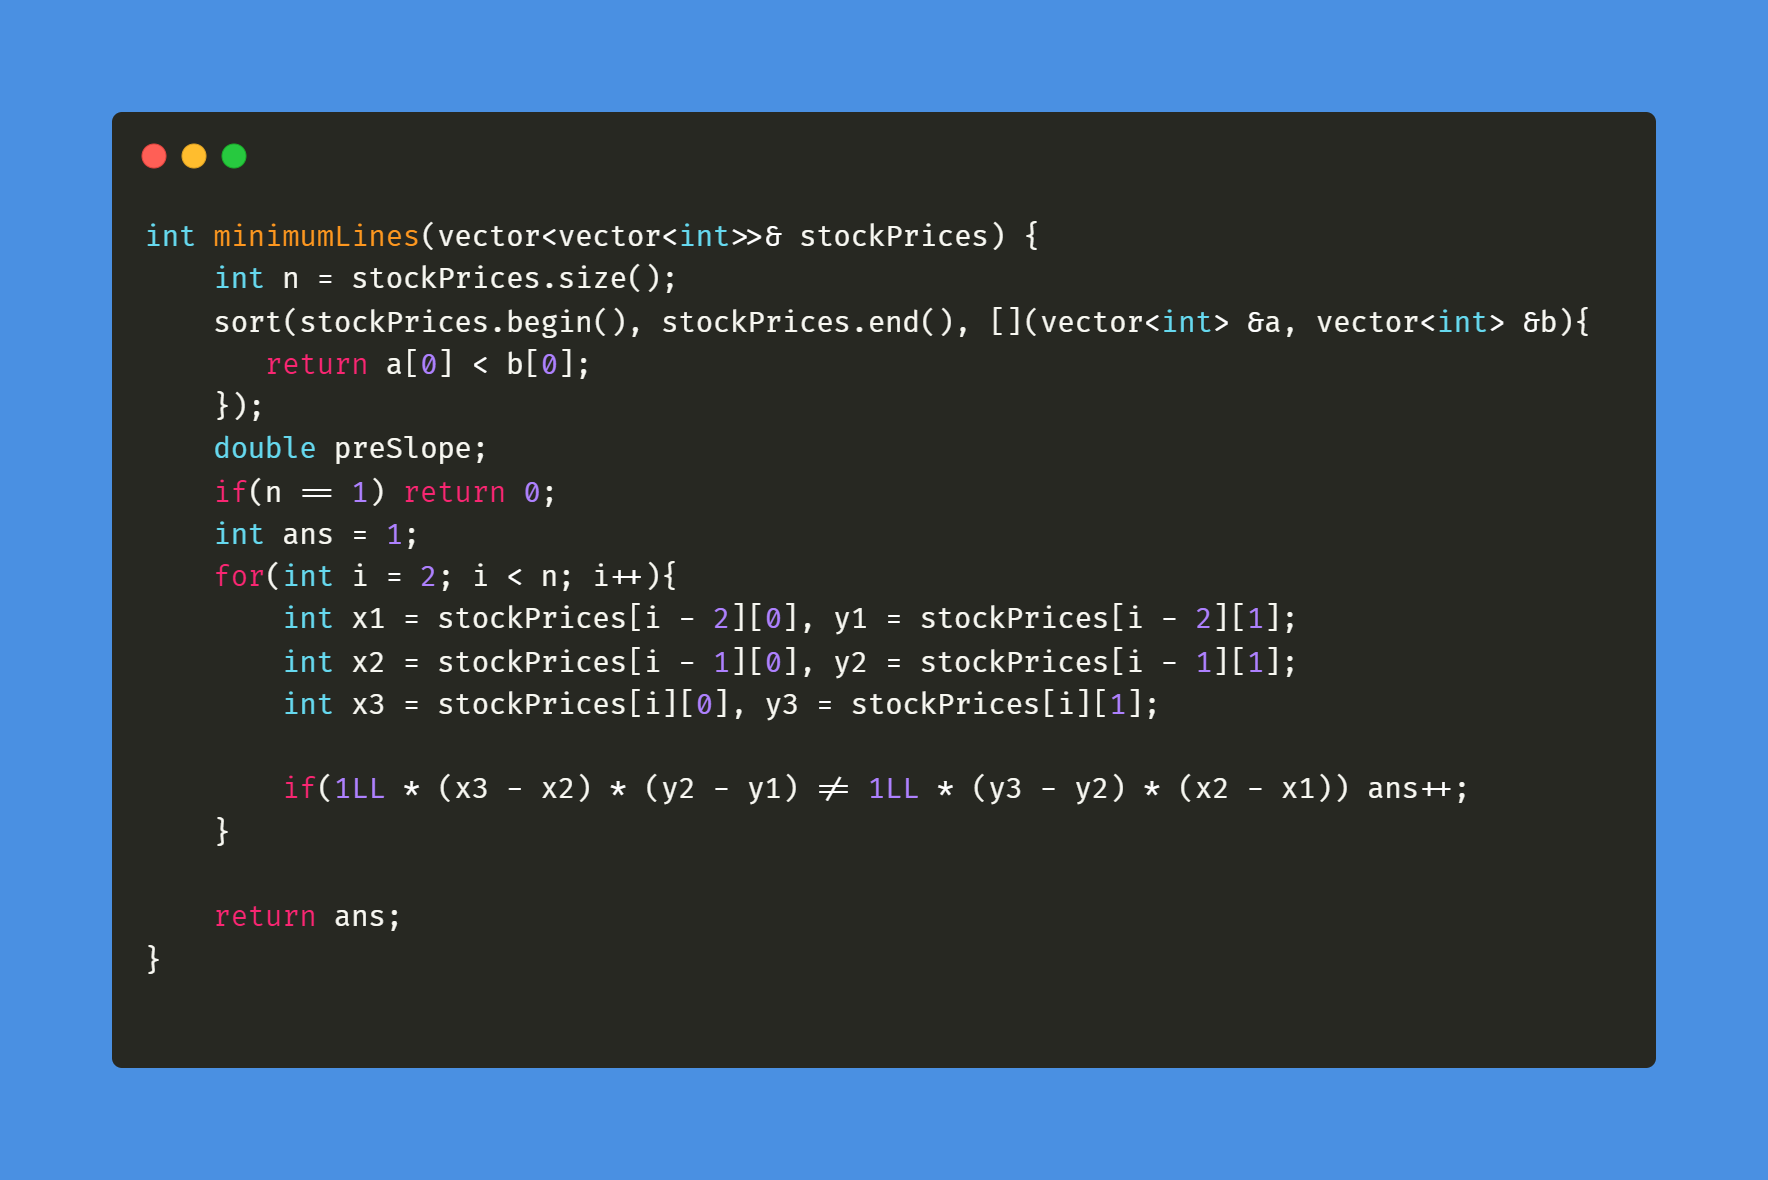 int minimumLines(vector<vector<int>>& stockPrices) {
    int n = stockPrices.size();
    sort(stockPrices.begin(), stockPrices.end(), [](vector<int> &a, vector<int> &b){
       return a[0] < b[0];
    });
    double preSlope;
    if(n == 1) return 0;
    int ans = 1;
    for(int i = 2; i < n; i++){
        int x1 = stockPrices[i - 2][0], y1 = stockPrices[i - 2][1];
        int x2 = stockPrices[i - 1][0], y2 = stockPrices[i - 1][1];
        int x3 = stockPrices[i][0], y3 = stockPrices[i][1];

        if(1LL * (x3 - x2) * (y2 - y1) != 1LL * (y3 - y2) * (x2 - x1)) ans++;
    }

    return ans;
}